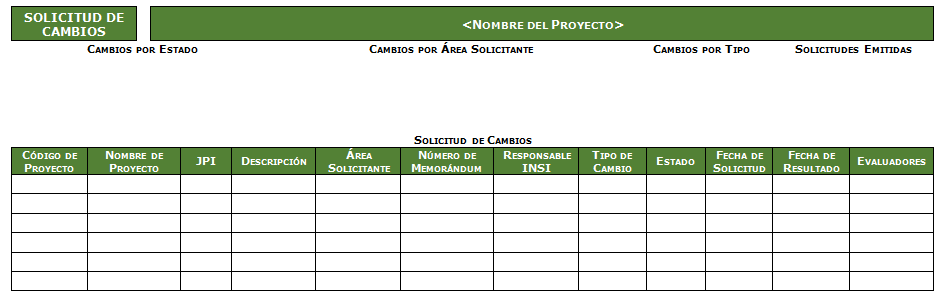 SOLICITUD DE CAMBIOS
<NOMBRE DEL PROYECTO>
CAMBIOS POR ESTADO CAMBIOS POR ÁREA SOLICITANTE CAMBIOS POR TIPO SOLICITUDES EMITIDAS
SOLICITUD DE CAMBIOS
CÓDIGO DE PROYECTO
NOMBRE DE PROYECTO
JPI
DESCRIPCIÓN
ÁREA SOLICITANTE
NÚMERO DE MEMORÁNDUM
RESPONSABLE INSI
TIPO DE CAMBIO
ESTADO
FECHA DE SOLICITUD
FECHA DE RESULTADO
EVALUADORES